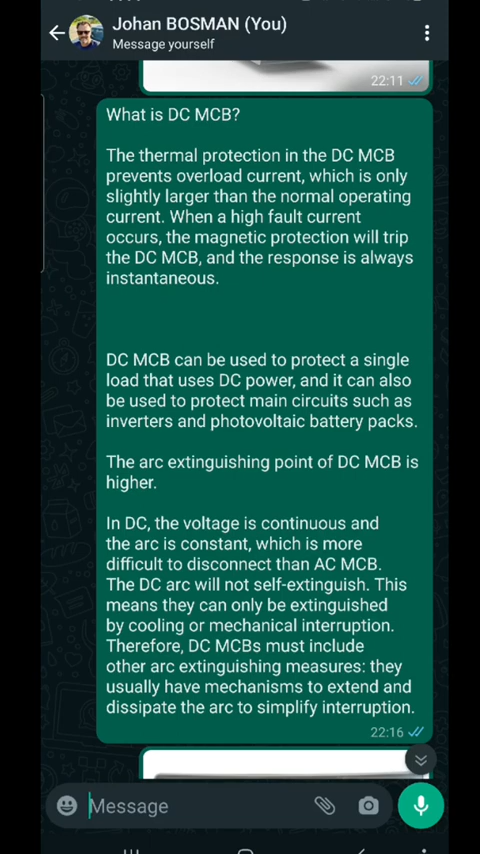 Johan BOSMAN (You)
Message yourself
22:11
What is DC MCB?
The thermal protection in the DC MCB
prevents overload current, which is only
slightly larger than the normal operating
current. When a high fault current
occurs, the magnetic protection will trip
the DC MCB, and the response is always
instantaneous.
DC MCB can be used to protect a single
load that uses DC power, and it can also
be used to protect main circuits such as
inverters and photovoltaic battery packs.
The arc extinguishing point of DC MCB is
higher.
In DC, the voltage is continuous and
the arc is constant, which is more
difficult to disconnect than AC MCB.
The DC arc will not self-extinguish. This
means they can only be extinguished
by cooling or mechanical interruption.
Therefore, DC MCBs must include
other arc extinguishing measures: they
usually have mechanisms to extend and
dissipate the arc to simplify interruption.
22:16
Message